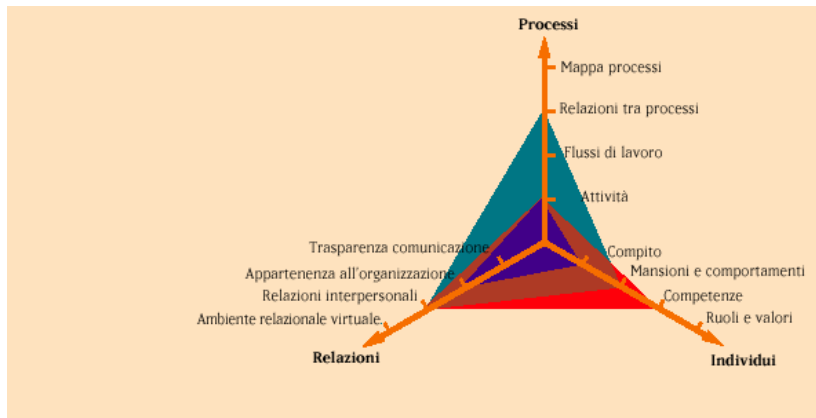 Processi
Mappa processi
Relazioni tra processi
Flussi di lavoro
Attività
Trasparenza comunicazione
Compito
Appartenenza all'organizzazione
Mansioni e comportamenti
Relazioni interpersonali
Competenze
Ambiente relazionale virtuale
Ruoli e valori
Relazioni
Individui